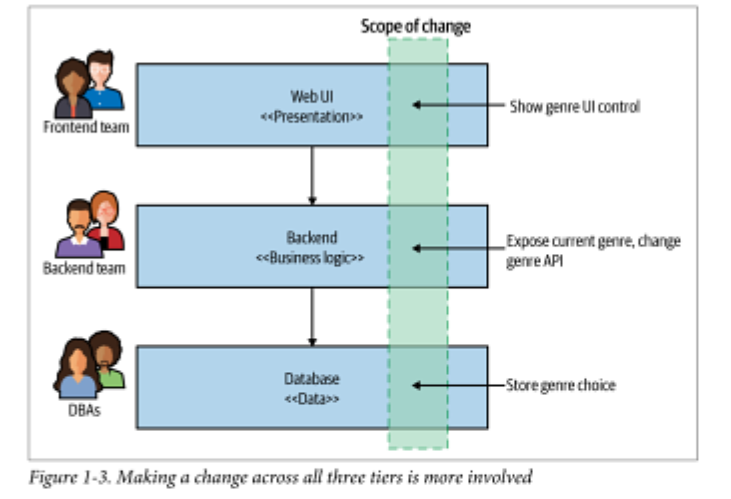 Scope of change
Web UI
<<Presentation>>
Show genre UI control
Frontend team
Backend
<<Business logic>>
Expose current genre, change
genre API
Backend team
Database
<<Data>>
Store genre choice
DBAs
Figure 1-3. Making a change across all three tiers is more involved